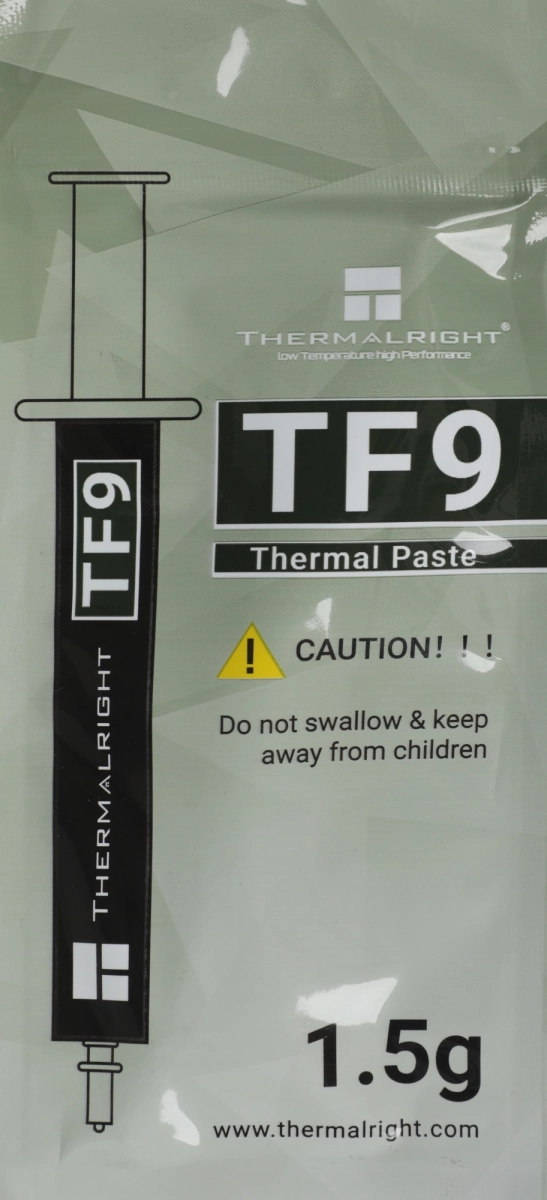 THERMALRIGHT®
low Temperature high Performance
TF9
Thermal Paste
CAUTION! ! !
Do not swallow & keep
away from children
1.5g
www.thermalright.com
TF9
THERMALRIGHT